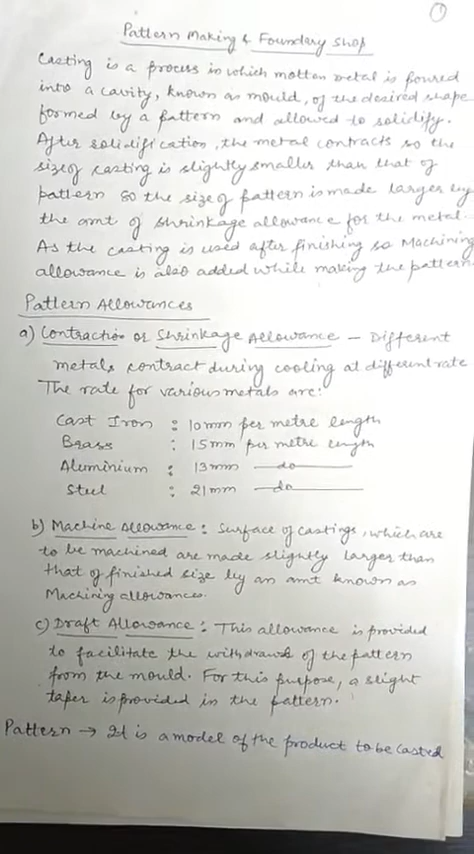 1
Pattern Making & Foundary Shop
Casting is a process in which molten metal is poured
into a cavity, known as mould, of the desired shape
formed by a pattern and allowed to solidify.
After solidification, the metal contracts so the
size of casting is slightly smaller than that of
pattern so the size of pattern is made larger by
the amt of shrinkage allowance for the metal.
As the casting is used after finishing so Machining
allowance is also added while making the pattern.
Pattern Allowances
a) Contraction or Shrinkage Allowance – Different
metals contract during cooling at different rate
The rate for various metals are:
Cast Iron : 10mm per metre length
Brass : 15mm per metre length
Aluminium : 13mm —do—
Steel : 21mm —do—
b) Machine Allowance : Surface of castings, which are
to be machined are made slightly larger than
that of finished size by an amt known as
Machining allowances.
c) Draft Allowance : This allowance is provided
to facilitate the withdrawl of the pattern
from the mould. For this purpose, a slight
taper is provided in the pattern.
Pattern → It is a model of the product to be casted